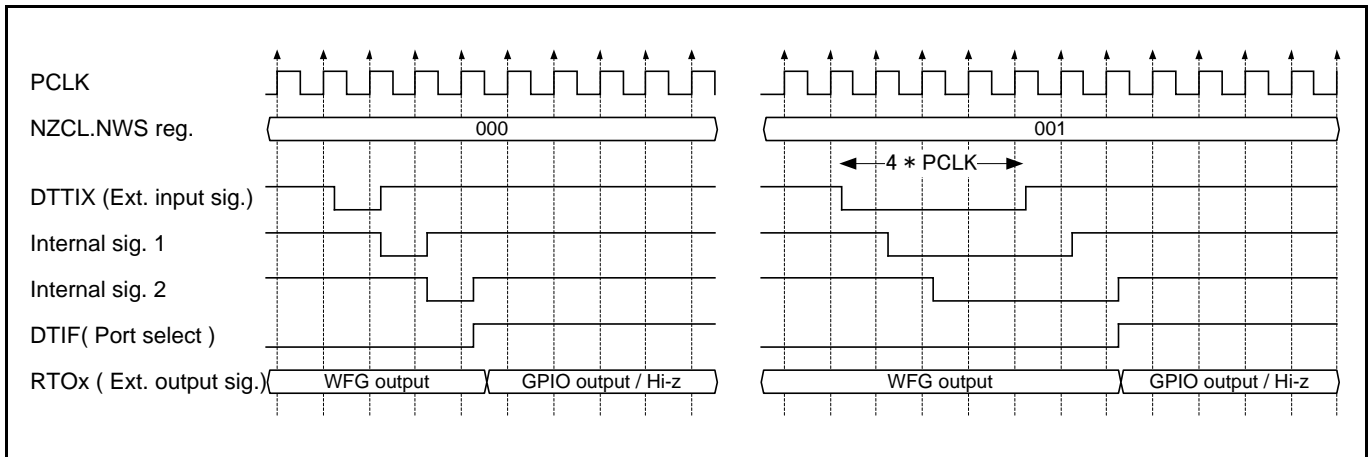 PCLK
NZCL.NWS reg.
000
001
4 * PCLK
DTTIX (Ext. input sig.)
Internal sig. 1
Internal sig. 2
DTIF( Port select )
RTOx ( Ext. output sig.)
WFG output
GPIO output / Hi-z
WFG output
GPIO output / Hi-z